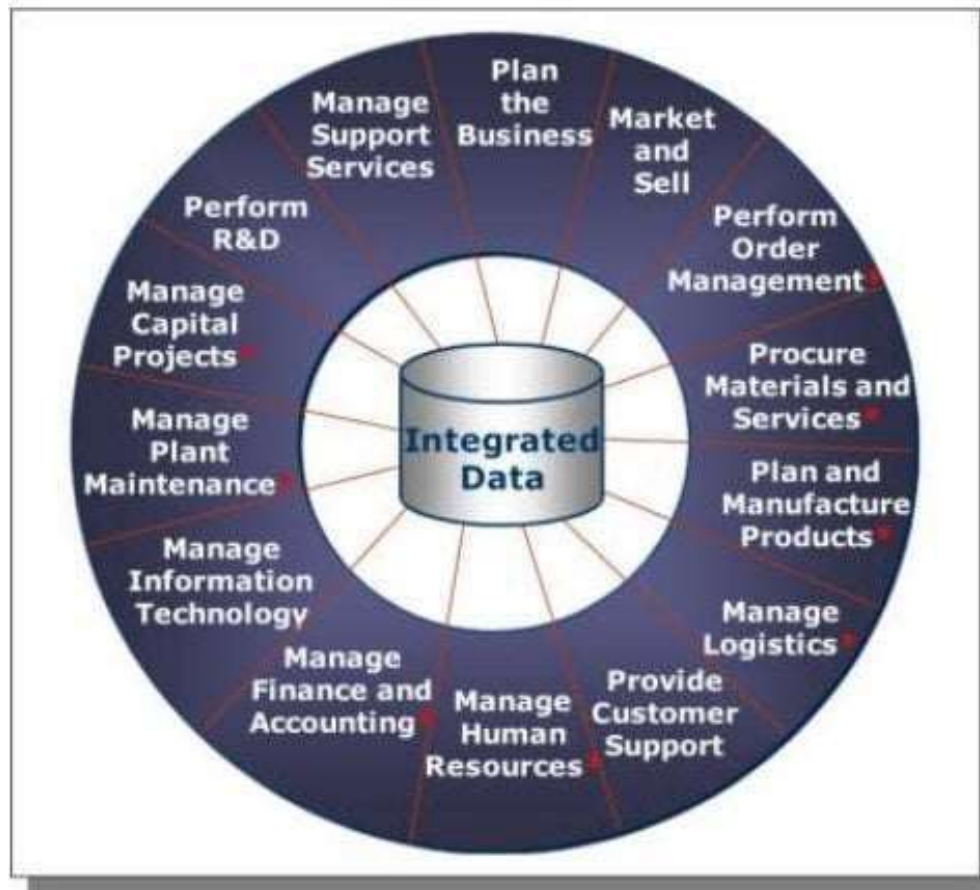 Plan
the
Business
Market
and
Sell
Perform
Order
Management*
Procure
Materials and
Services*
Plan and
Manufacture
Products*
Manage
Logistics*
Provide
Customer
Support
Manage
Human
Resources*
Manage
Finance and
Accounting*
Manage
Information
Technology
Manage
Plant
Maintenance*
Manage
Capital
Projects*
Perform
R&D
Manage
Support
Services
Integrated
Data